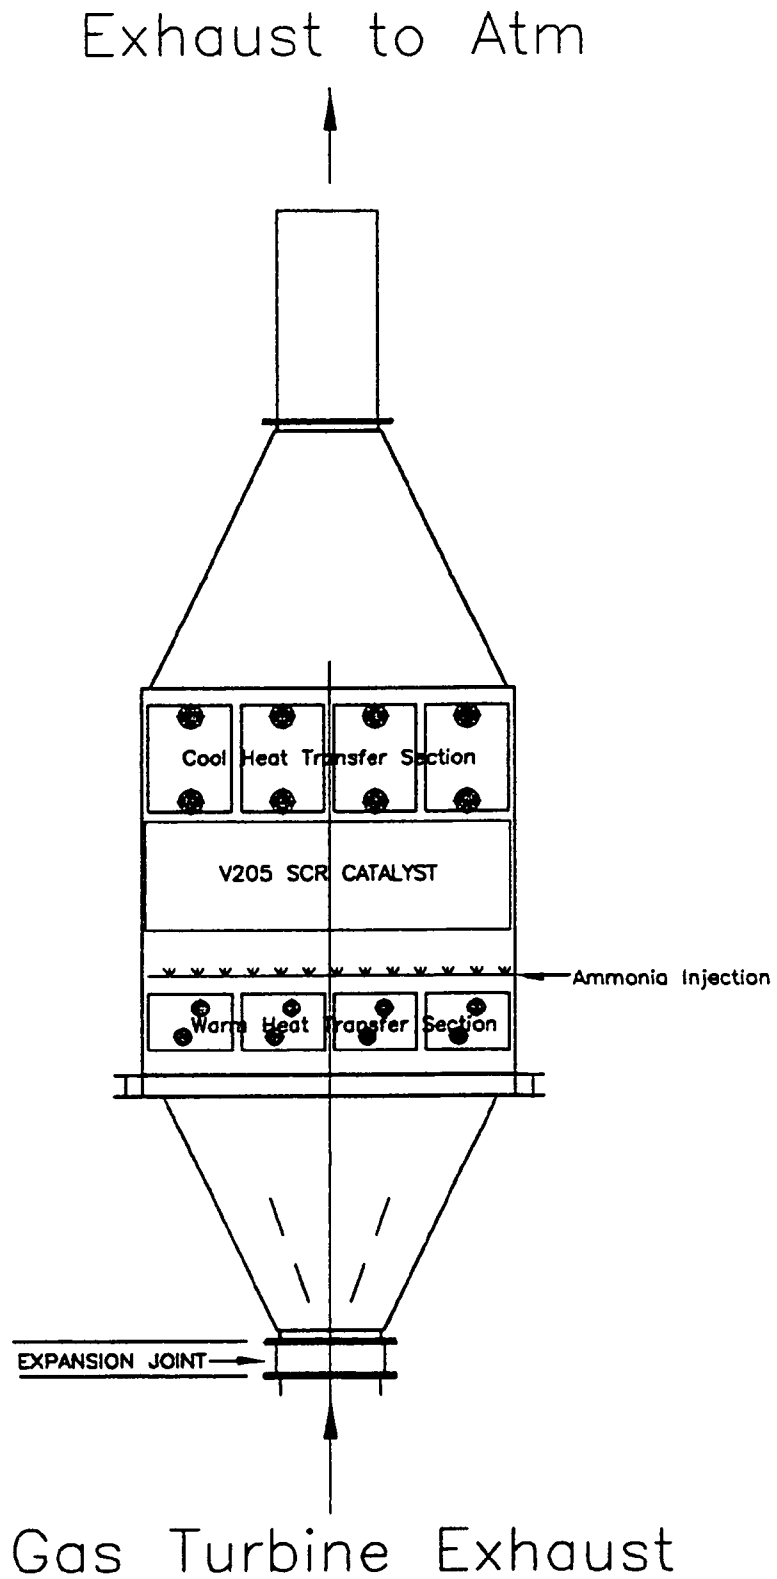 Exhaust to Atm
Cool Heat Transfer Section
V205 SCR CATALYST
Ammonia Injection
Warm Heat Transfer Section
EXPANSION JOINT
Gas Turbine Exhaust